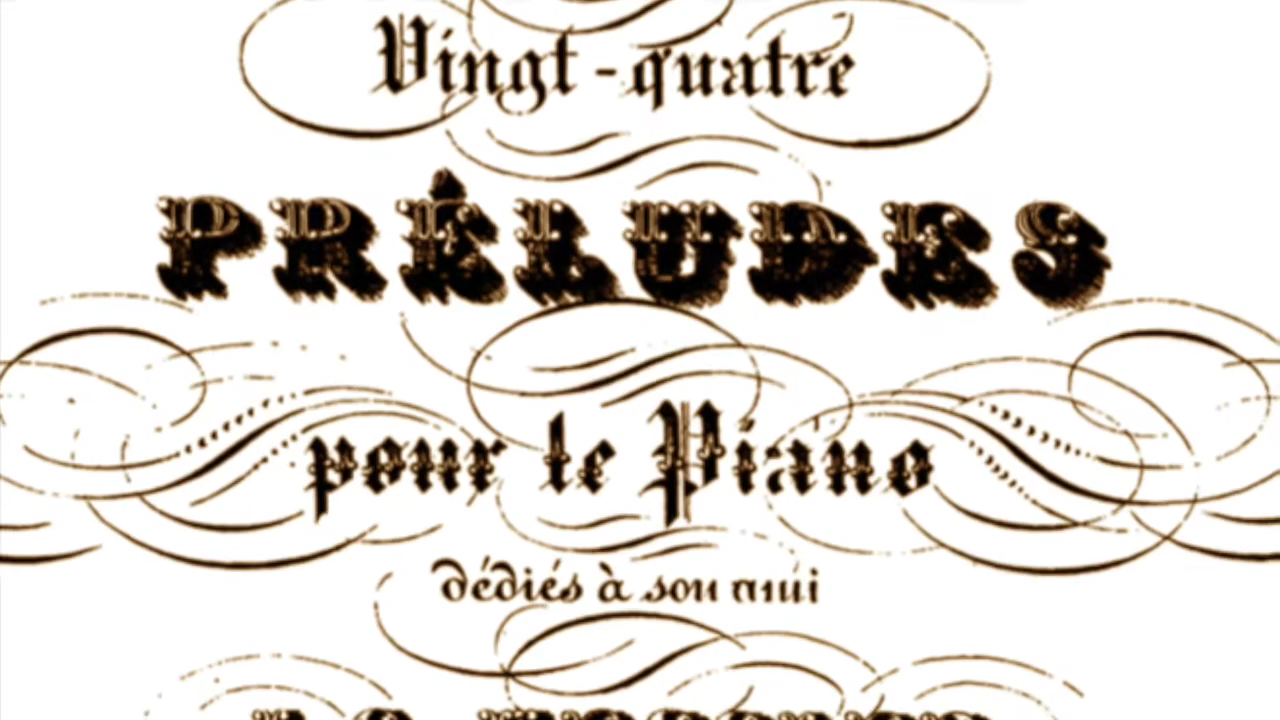 Vingt-quatre
PRÉLUDES
pour le Piano
dédiés à son ami